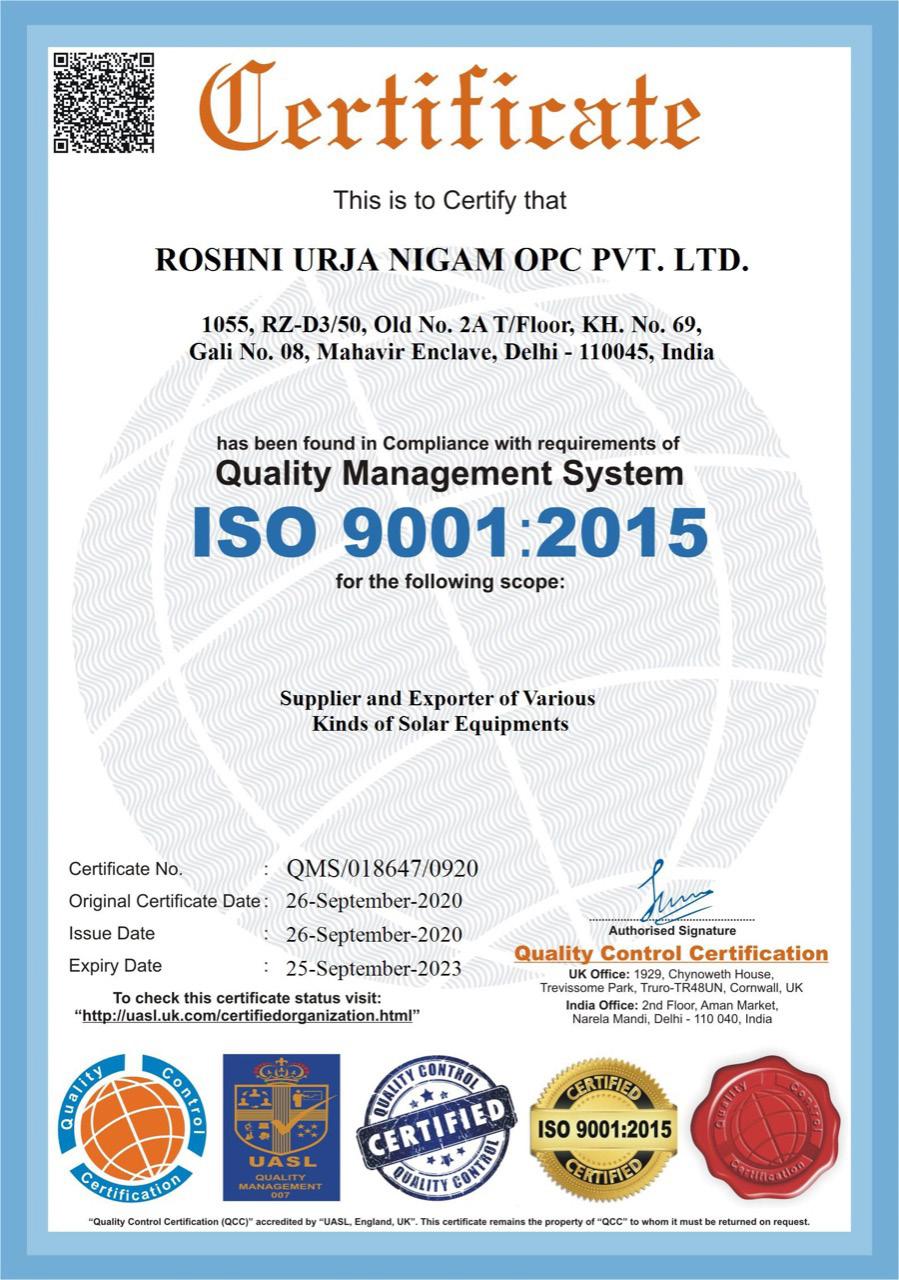 Certificate
This is to Certify that
ROSHNI URJA NIGAM OPC PVT. LTD.
1055, RZ-D3/50, Old No. 2A T/Floor, KH. No. 69,
Gali No. 08, Mahavir Enclave, Delhi - 110045, India
has been found in Compliance with requirements of
Quality Management System
ISO 9001:2015
for the following scope:
Supplier and Exporter of Various
Kinds of Solar Equipments
Certificate No. : QMS/018647/0920
Original Certificate Date : 26-September-2020
Issue Date : 26-September-2020
Expiry Date : 25-September-2023
To check this certificate status visit:
“http://uasl.uk.com/certifiedorganization.html”
Authorised Signature
Quality Control Certification
UK Office: 1929, Chynoweth House,
Trevissome Park, Truro-TR48UN, Cornwall, UK
India Office: 2nd Floor, Aman Market,
Narela Mandi, Delhi - 110 040, India
Quality Control
Certification
UASL
QUALITY
MANAGEMENT
007
QUALITY CONTROL
CERTIFIED
QUALITY CONTROL
CERTIFIED
ISO 9001:2015
CERTIFIED
Quality Control
Certification
“Quality Control Certification (QCC)” accredited by “UASL, England, UK”. This certificate remains the property of “QCC” to whom it must be returned on request.